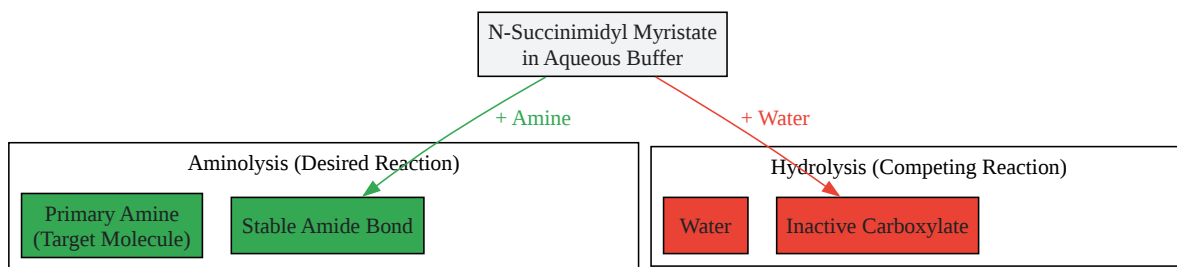 N-Succinimidyl Myristate
in Aqueous Buffer
+ Amine
+ Water
Aminolysis (Desired Reaction)
Primary Amine
(Target Molecule)
Stable Amide Bond
Hydrolysis (Competing Reaction)
Water
Inactive Carboxylate